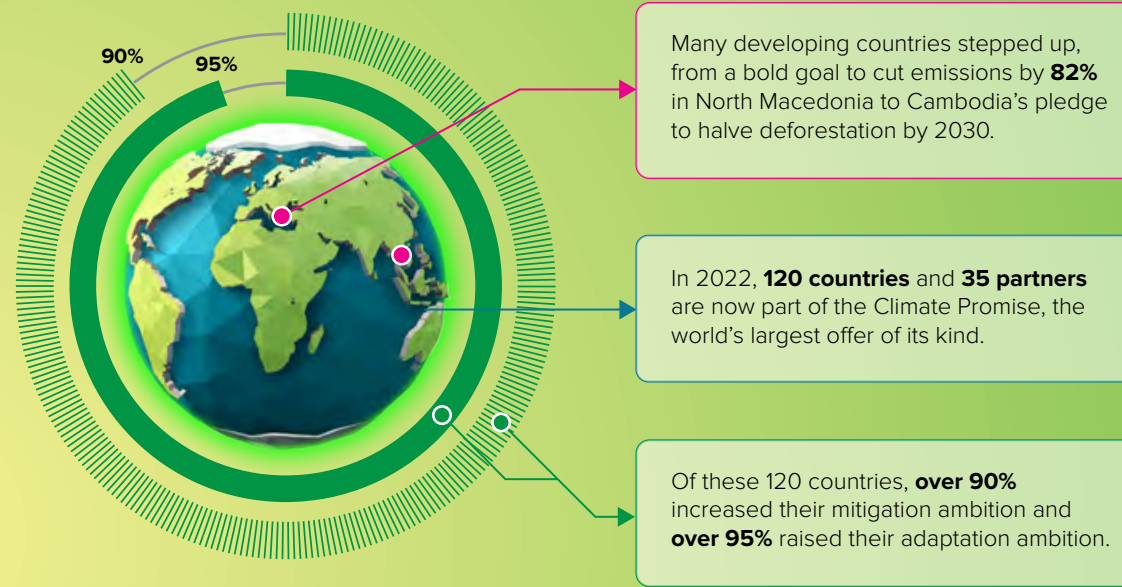 90%
95%
Many developing countries stepped up,
from a bold goal to cut emissions by 82%
in North Macedonia to Cambodia’s pledge
to halve deforestation by 2030.
In 2022, 120 countries and 35 partners
are now part of the Climate Promise, the
world’s largest offer of its kind.
Of these 120 countries, over 90%
increased their mitigation ambition and
over 95% raised their adaptation ambition.